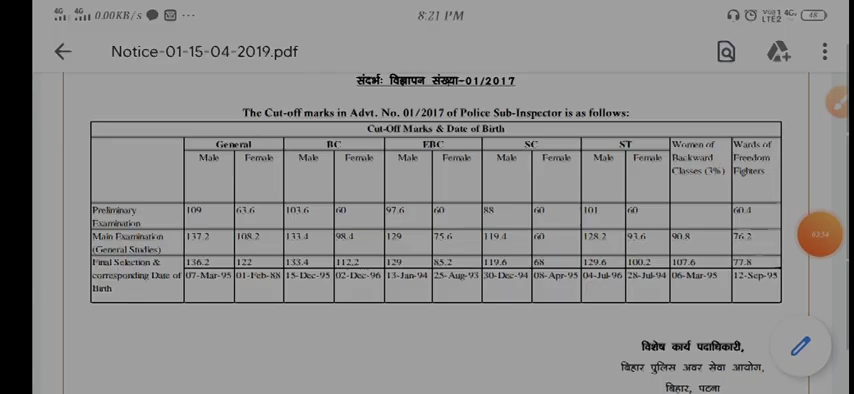 4G 4G 0.00KB/s ... 8:21 PM LTE2 4G 48
Notice-01-15-04-2019.pdf
संदर्भः विज्ञापन संख्या-01/2017
The Cut-off marks in Advt. No. 01/2017 of Police Sub-Inspector is as follows:
Cut-Off Marks & Date of Birth
General BC EBC SC ST Women of Wards of
Male Female Male Female Male Female Male Female Male Female Backward Freedom
Classes (3%) Fighters
Preliminary 109 63.6 103.6 60 97.6 60 88 60 101 60 60.4
Examination
Main Examination 137.2 108.2 133.4 98.4 129 75.6 119.4 60 128.2 93.6 90.8 76.2
(General Studies)
Final Selection & 136.2 122 133.4 112.2 129 85.2 119.6 68 129.6 100.2 107.6 77.8
corresponding Date of 07-Mar-95 01-Feb-88 15-Dec-95 02-Dec-96 13-Jan-94 25-Aug-93 30-Dec-94 08-Apr-95 04-Jul-96 28-Jul-94 06-Mar-95 12-Sep-95
Birth
विशेष कार्य पदाधिकारी,
बिहार पुलिस अवर सेवा आयोग,
बिहार, पटना